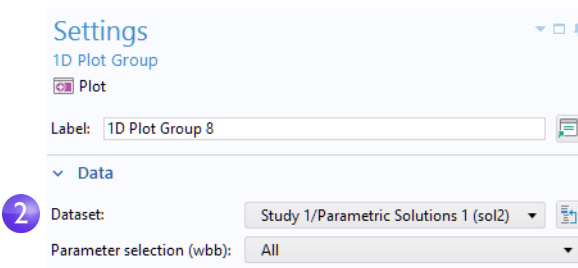 Settings
1D Plot Group
Plot
Label: 1D Plot Group 8
Data
2 Dataset: Study 1/Parametric Solutions 1 (sol2)
Parameter selection (wbb): All